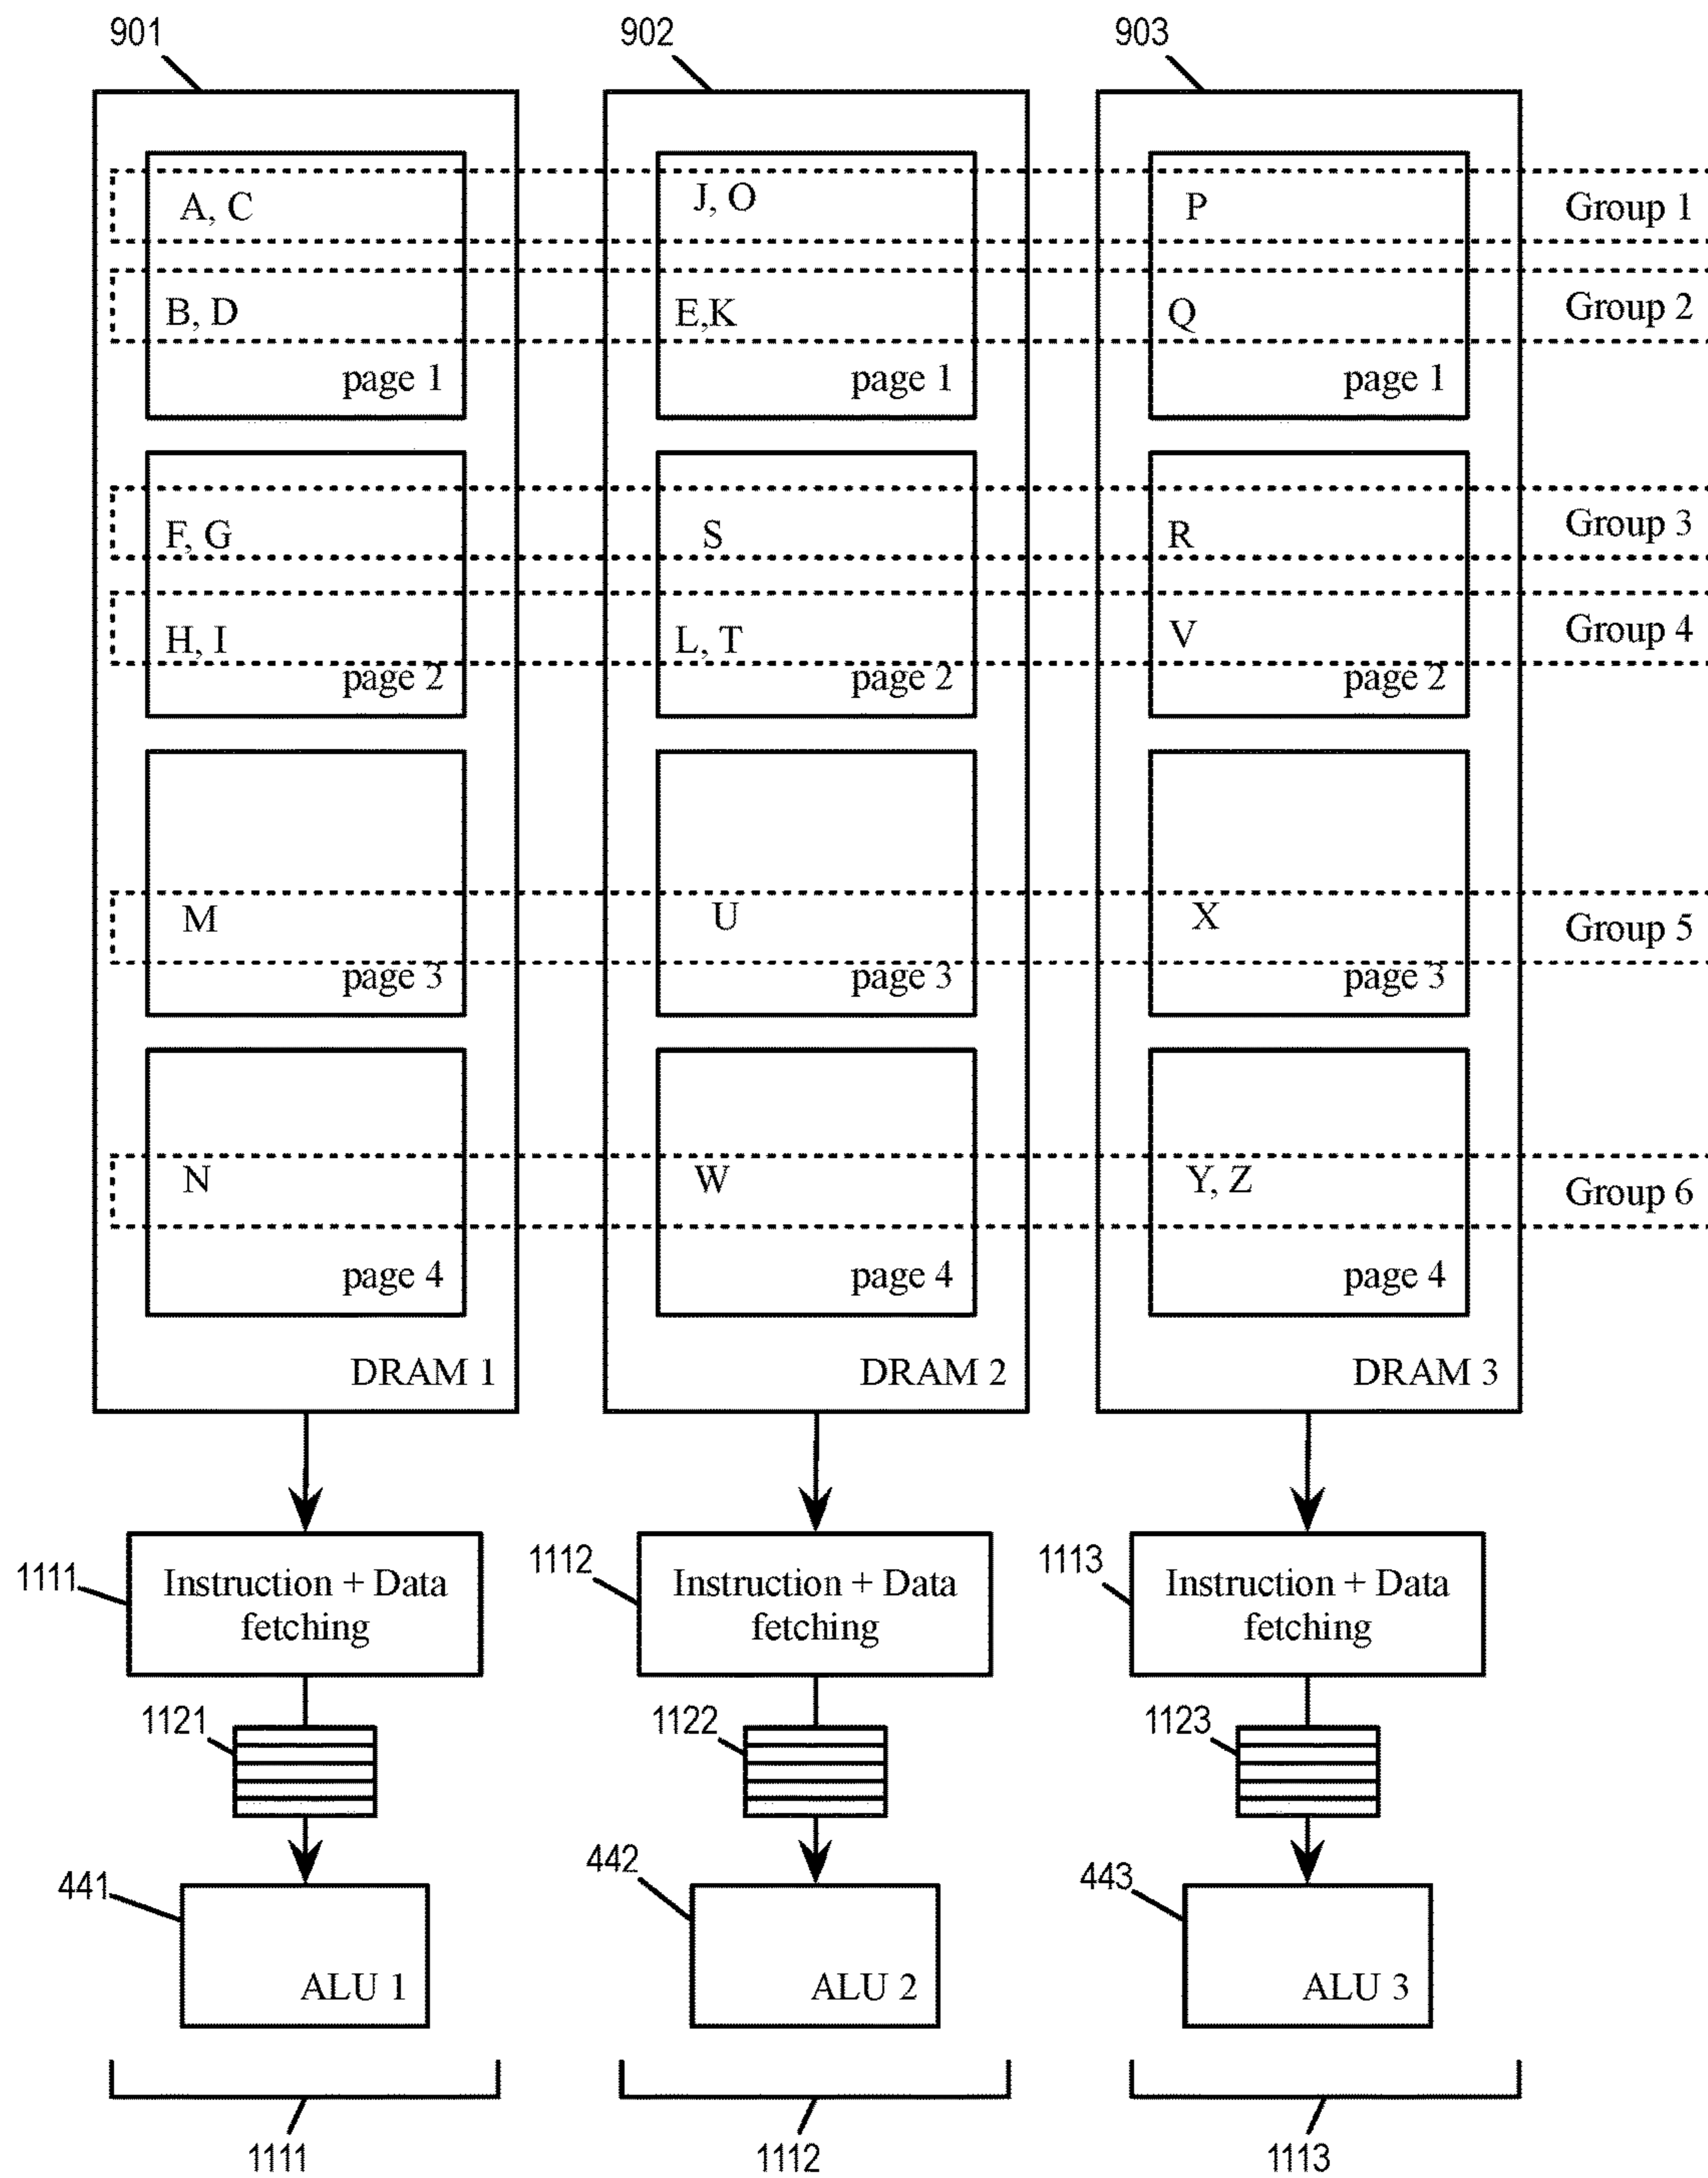 901 902 903
A, C J, O P Group 1
B, D E,K Q Group 2
page 1 page 1 page 1
F, G S R Group 3
H, I L, T V Group 4
page 2 page 2 page 2
M U X Group 5
page 3 page 3 page 3
N W Y, Z Group 6
page 4 page 4 page 4
DRAM 1 DRAM 2 DRAM 3
1111 Instruction + Data 1112 Instruction + Data 1113 Instruction + Data
fetching fetching fetching
1121 1122 1123
441 442 443
ALU 1 ALU 2 ALU 3
1111 1112 1113